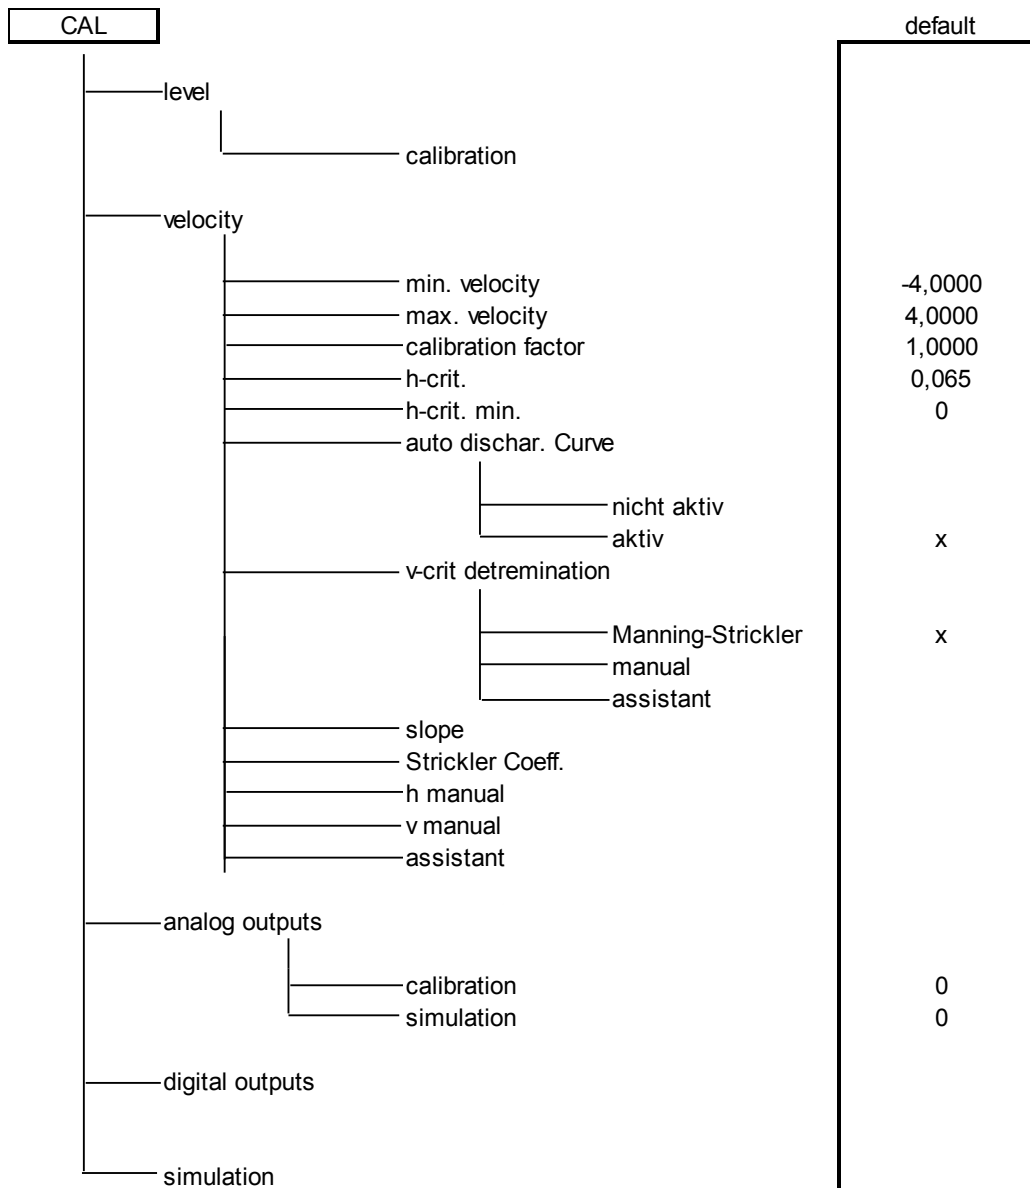 CAL default
level
calibration
velocity
min. velocity -4,0000
max. velocity 4,0000
calibration factor 1,0000
h-crit. 0,065
h-crit. min. 0
auto dischar. Curve
nicht aktiv
aktiv x
v-crit detremination
Manning-Strickler x
manual
assistant
slope
Strickler Coeff.
h manual
v manual
assistant
analog outputs
calibration 0
simulation 0
digital outputs
simulation